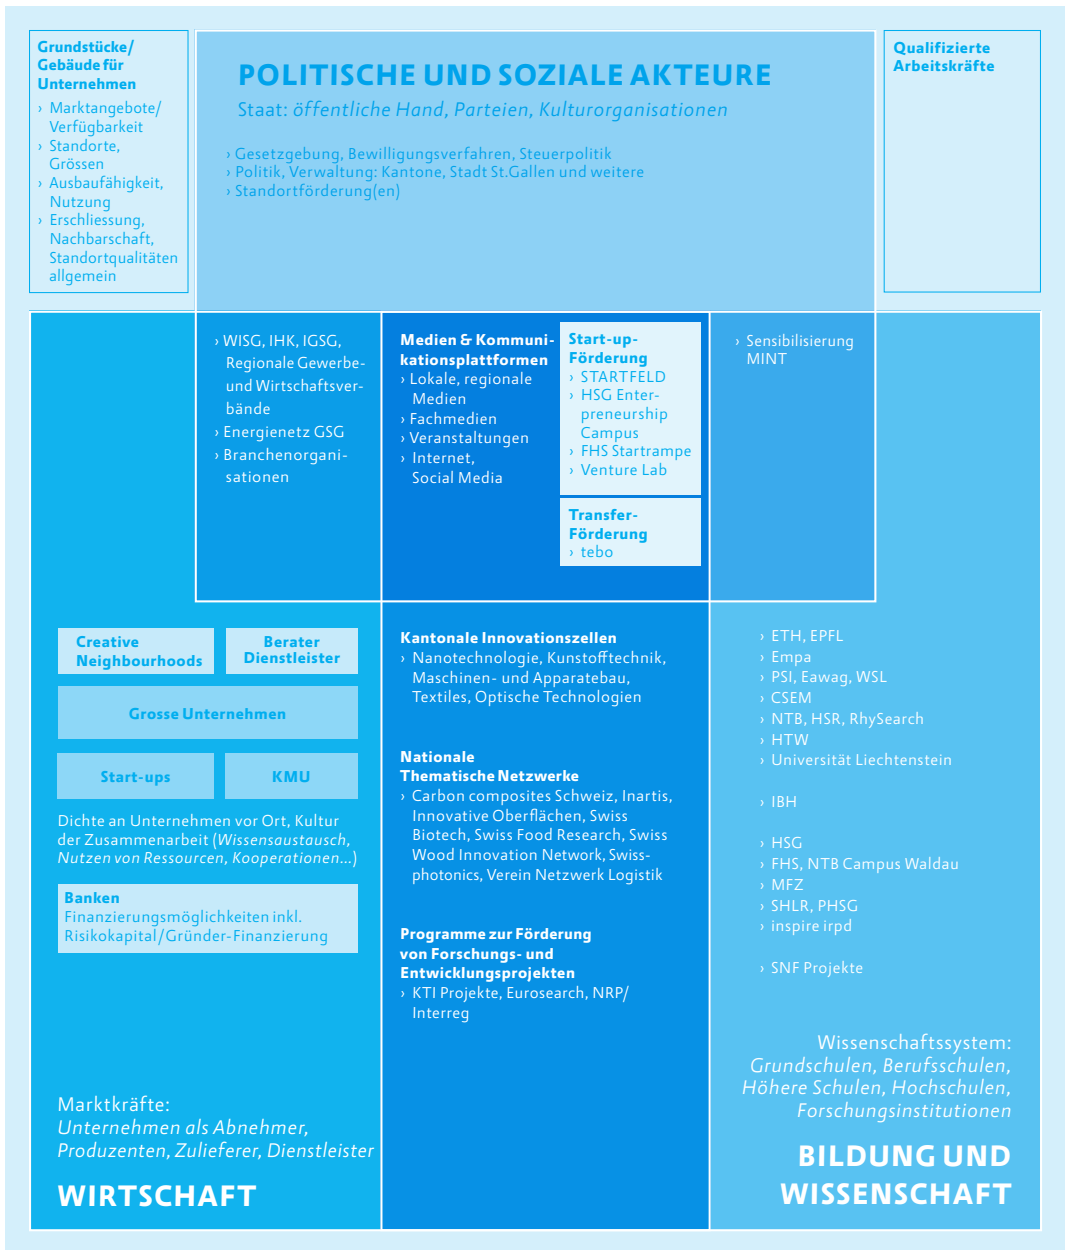 Grundstücke/
Gebäude für
Unternehmen
› Marktangebote/
Verfügbarkeit
› Standorte,
Grössen
› Ausbaufähigkeit,
Nutzung
› Erschliessung,
Nachbarschaft,
Standortqualitäten
allgemein
POLITISCHE UND SOZIALE AKTEURE
Staat: öffentliche Hand, Parteien, Kulturorganisationen
› Gesetzgebung, Bewilligungsverfahren, Steuerpolitik
› Politik, Verwaltung: Kantone, Stadt St.Gallen und weitere
› Standortförderung(en)
Qualifizierte
Arbeitskräfte
› WISG, IHK, IGSG,
Regionale Gewerbe-
und Wirtschaftsver-
bände
› Energienetz GSG
› Branchenorgani-
sationen
Medien & Kommuni-
kationsplattformen
› Lokale, regionale
Medien
› Fachmedien
› Veranstaltungen
› Internet,
Social Media
Start-up-
Förderung
› STARTFELD
› HSG Enter-
preneurship
Campus
› FHS Startrampe
› Venture Lab
Transfer-
Förderung
› tebo
› Sensibilisierung
MINT
Creative
Neighbourhoods
Berater
Dienstleister
Grosse Unternehmen
Start-ups
KMU
Dichte an Unternehmen vor Ort, Kultur
der Zusammenarbeit (Wissensaustausch,
Nutzen von Ressourcen, Kooperationen...)
Banken
Finanzierungsmöglichkeiten inkl.
Risikokapital/Gründer-Finanzierung
Marktkräfte:
Unternehmen als Abnehmer,
Produzenten, Zulieferer, Dienstleister
WIRTSCHAFT
Kantonale Innovationszellen
› Nanotechnologie, Kunstofftechnik,
Maschinen- und Apparatebau,
Textiles, Optische Technologien
Nationale
Thematische Netzwerke
› Carbon composites Schweiz, Inartis,
Innovative Oberflächen, Swiss
Biotech, Swiss Food Research, Swiss
Wood Innovation Network, Swiss-
photonics, Verein Netzwerk Logistik
Programme zur Förderung
von Forschungs- und
Entwicklungsprojekten
› KTI Projekte, Eurosearch, NRP/
Interreg
› ETH, EPFL
› Empa
› PSI, Eawag, WSL
› CSEM
› NTB, HSR, RhySearch
› HTW
› Universität Liechtenstein
› IBH
› HSG
› FHS, NTB Campus Waldau
› MFZ
› SHLR, PHSG
› inspire irpd
› SNF Projekte
Wissenschaftssystem:
Grundschulen, Berufsschulen,
Höhere Schulen, Hochschulen,
Forschungsinstitutionen
BILDUNG UND
WISSENSCHAFT